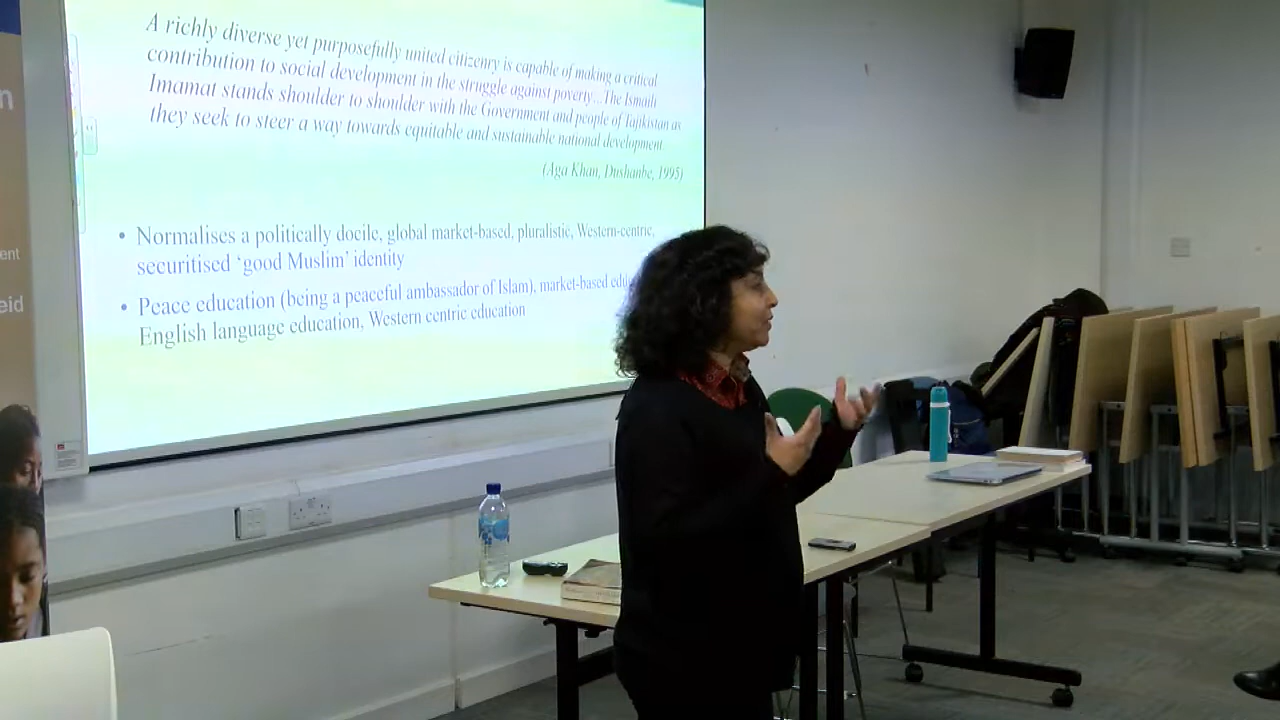 A richly diverse yet purposefully united citizenry is capable of making a critical
contribution to social development in the struggle against poverty...The Ismaili
Imamat stands shoulder to shoulder with the Government and people of Tajikistan as
they seek to steer a way towards equitable and sustainable national development.
(Aga Khan, Dushanbe, 1995)
• Normalises a politically docile, global market-based, pluralistic, Western-centric,
securitised ‘good Muslim’ identity
• Peace education (being a peaceful ambassador of Islam), market-based
English language education, Western centric education